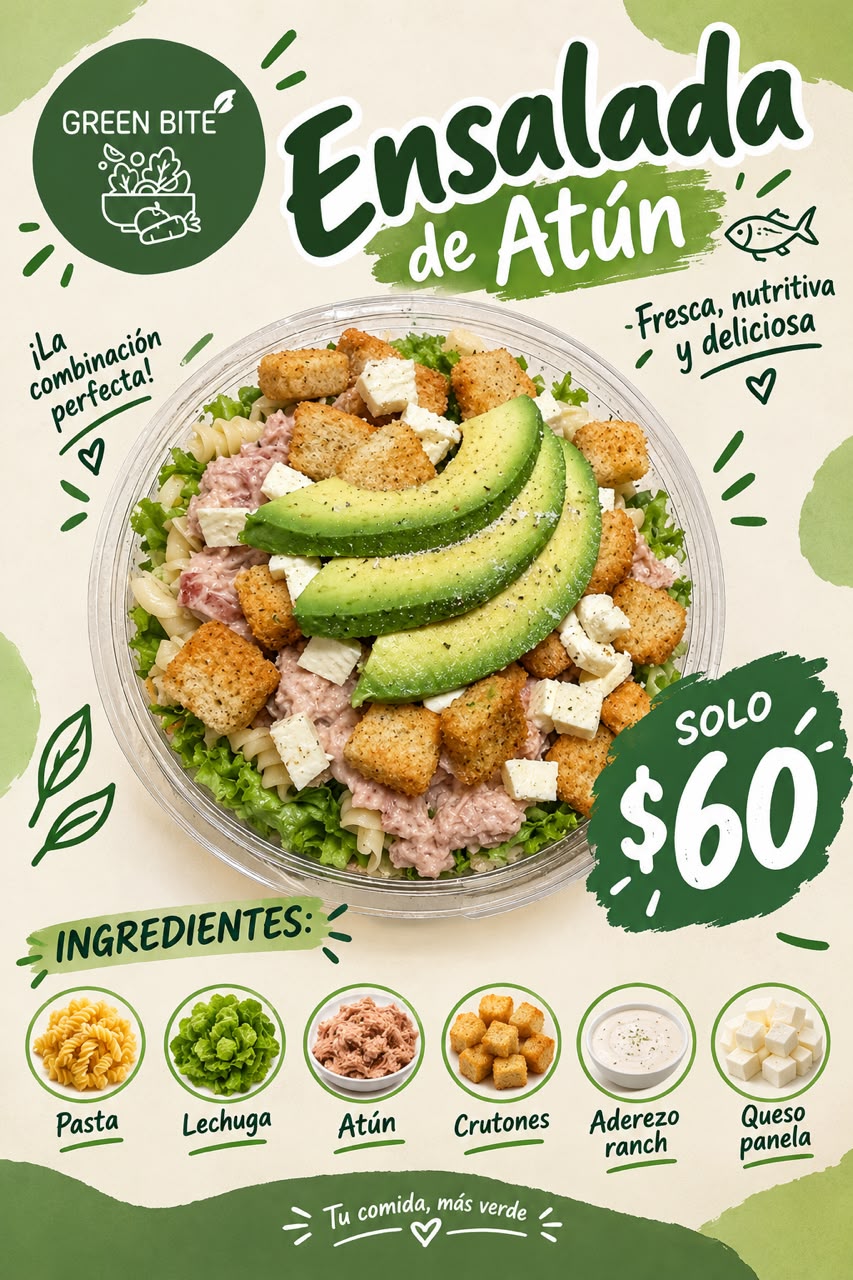 GREEN BITE
Ensalada
de Atún
Fresca, nutritiva
y deliciosa
¡La
combinación
perfecta!
SOLO
$60
INGREDIENTES:
Pasta
Lechuga
Atún
Crutones
Aderezo
ranch
Queso
panela
Tu comida, más verde